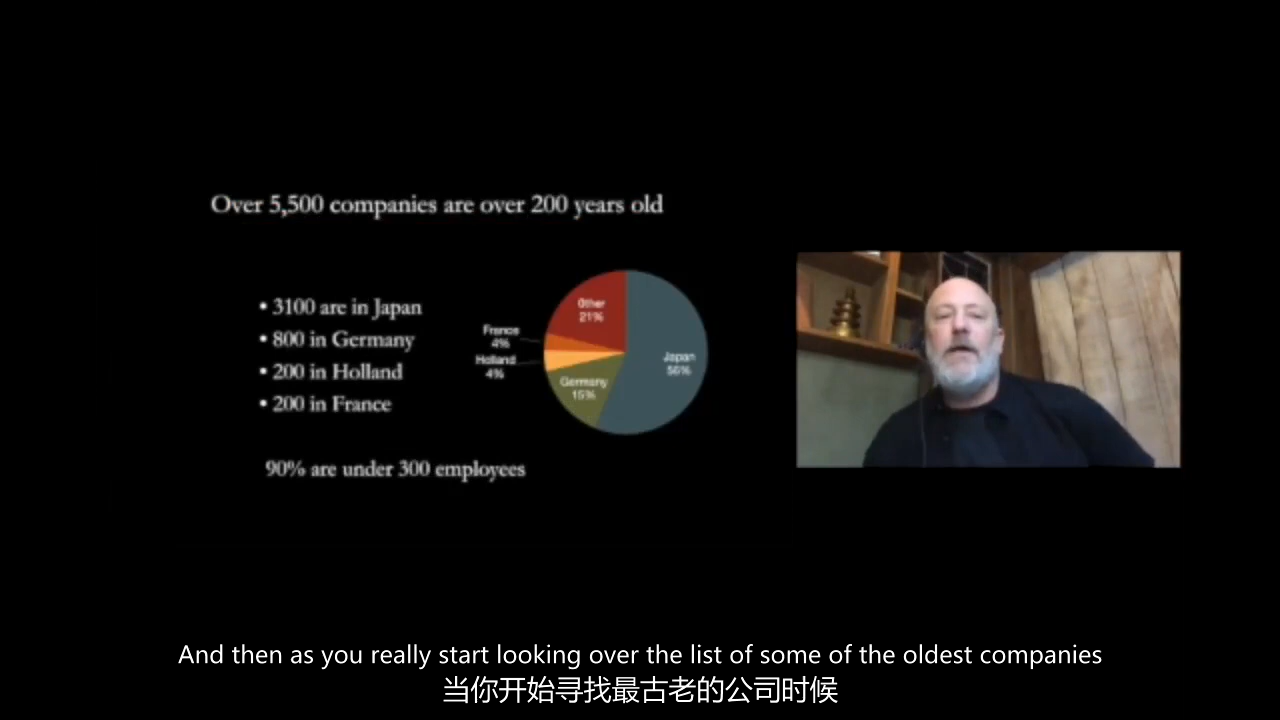 Over 5,500 companies are over 200 years old
• 3100 are in Japan
• 800 in Germany
• 200 in Holland
• 200 in France
90% are under 300 employees
Other
21%
France
4%
Holland
4%
Germany
15%
Japan
56%
And then as you really start looking over the list of some of the oldest companies
当你开始寻找最古老的公司时候